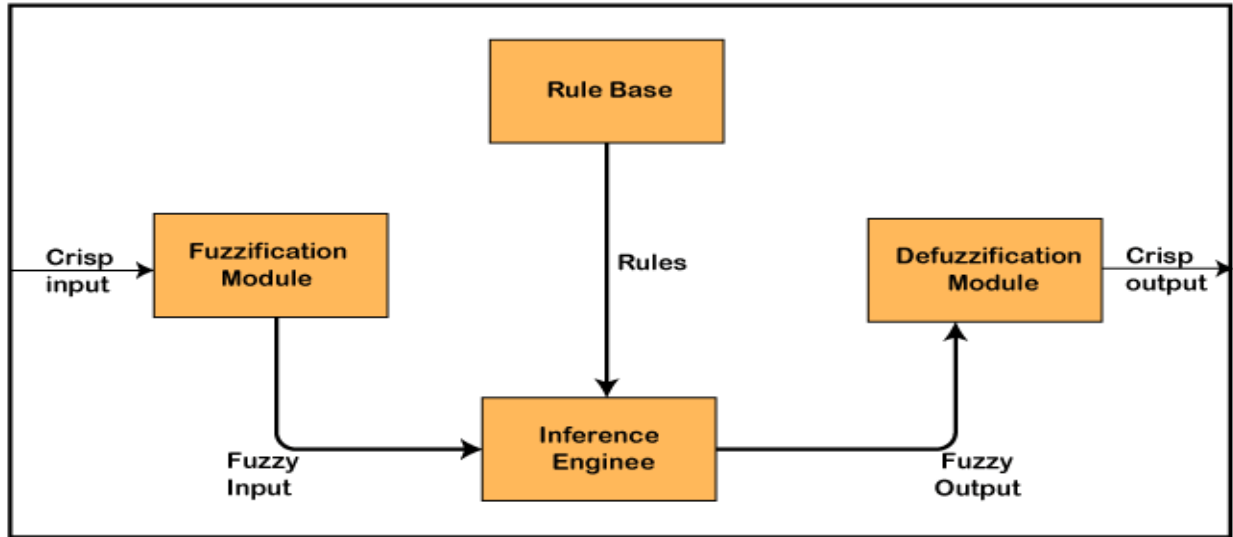 Rule Base
Crisp
input
Fuzzification
Module
Rules
Defuzzification
Module
Crisp
output
Fuzzy
Input
Inference
Enginee
Fuzzy
Output